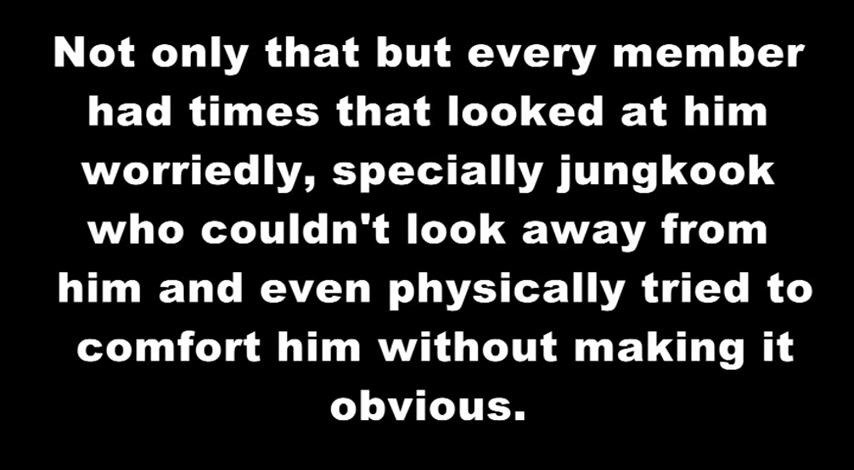 Not only that but every member
had times that looked at him
worriedly, specially jungkook
who couldn't look away from
him and even physically tried to
comfort him without making it
obvious.